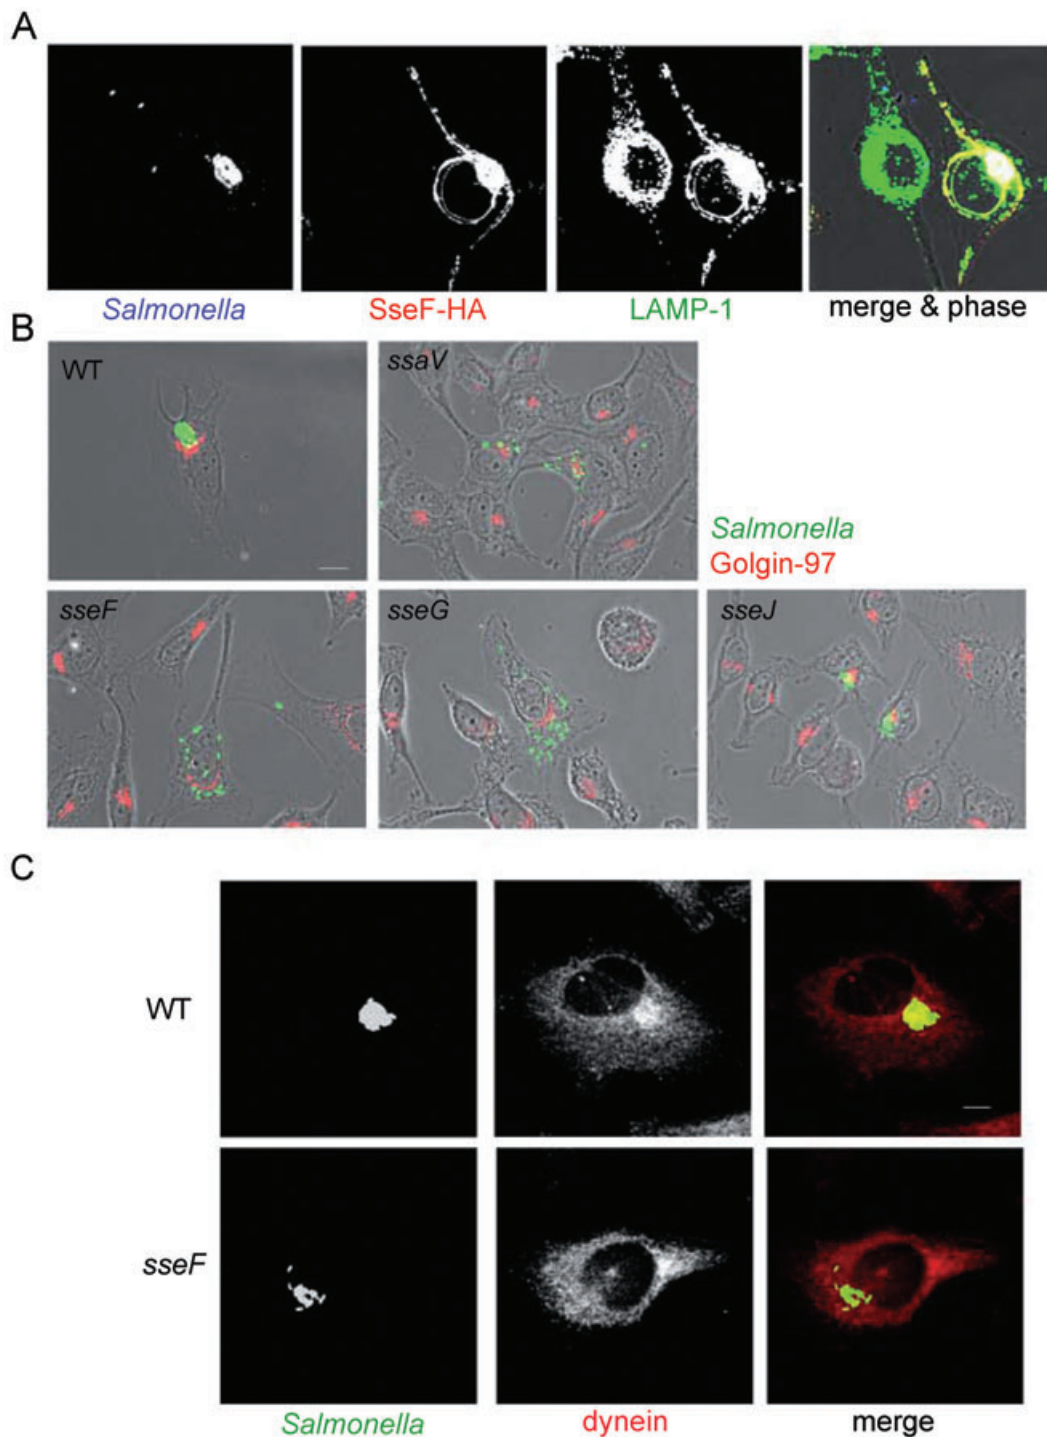 A
Salmonella
SseF-HA
LAMP-1
merge & phase
B
WT
ssaV
Salmonella
Golgin-97
sseF
sseG
sseJ
C
WT
sseF
Salmonella
dynein
merge